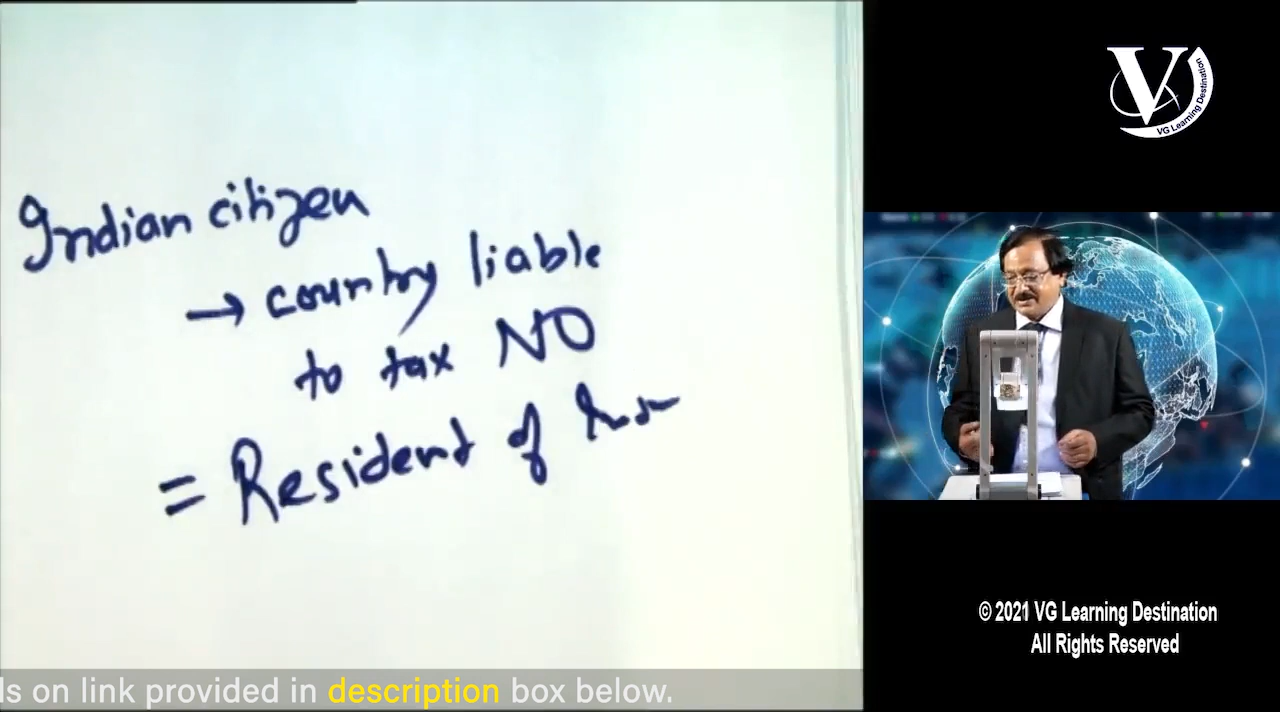 Indian citizen
→ country liable
to tax NO
= Resident of
V
VG Learning Destination
© 2021 VG Learning Destination
All Rights Reserved
ls on link provided in description box below.